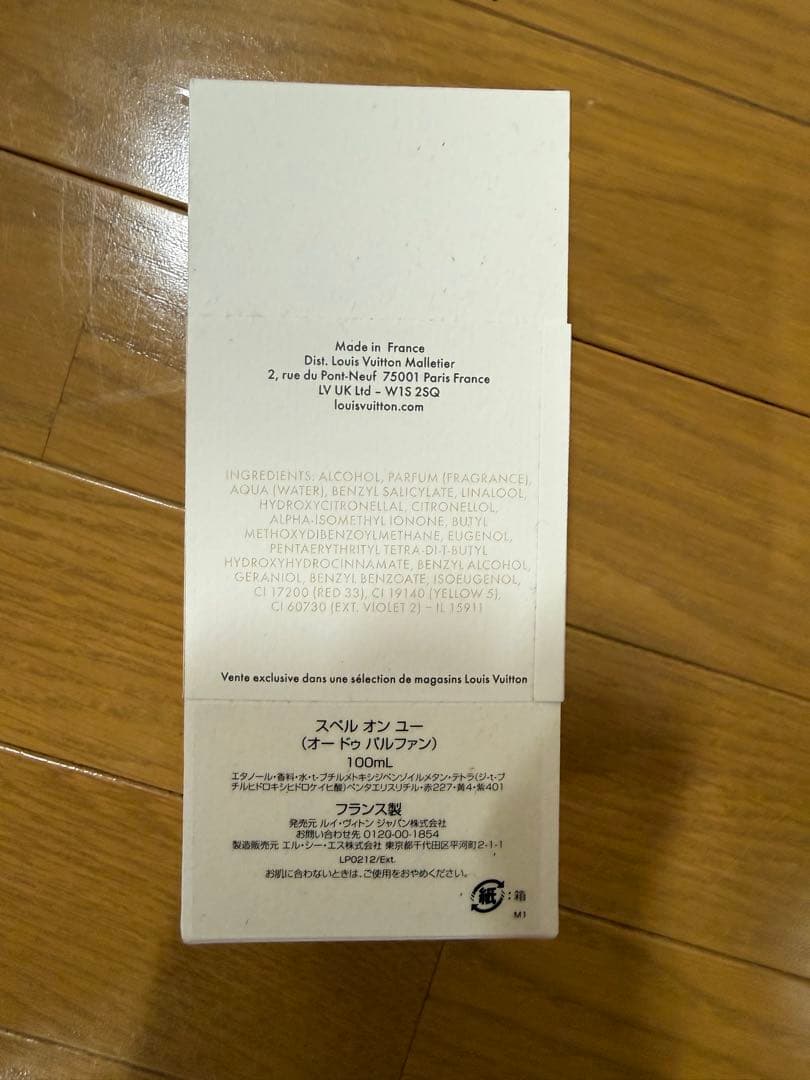 Made in France
Dist. Louis Vuitton Malletier
2, rue du Pont-Neuf 75001 Paris France
LV UK Ltd – W1S 2SQ
louisvuitton.com
INGREDIENTS: ALCOHOL, PARFUM (FRAGRANCE),
AQUA (WATER), BENZYL SALICYLATE, LINALOOL,
HYDROXYCITRONELLAL, CITRONELLOL,
ALPHA-ISOMETHYL IONONE, BUTYL
METHOXYDIBENZOYLMETHANE, EUGENOL,
PENTAERYTHRITYL TETRA-DI-T-BUTYL
HYDROXYHYDROCINNAMATE, BENZYL ALCOHOL,
GERANIOL, BENZYL BENZOATE, ISOEUGENOL,
CI 17200 (RED 33), CI 19140 (YELLOW 5),
CI 60730 (EXT. VIOLET 2) – IL 15911
Vente exclusive dans une sélection de magasins Louis Vuitton
スペル オン ユー
（オー ドゥ パルファン）
100mL
エタノール・香料・水・t-ブチルメトキシジベンゾイルメタン・テトラ(ジ-t-ブ
チルヒドロキシヒドロケイヒ酸)ペンタエリスリチル・赤227・黄4・紫401
フランス製
発売元 ルイ・ヴィトン ジャパン株式会社
お問い合わせ先 0120-00-1854
製造販売元 エル・シー・エス株式会社 東京都千代田区平河町2-1-1
LP0212/Ext.
お肌に合わないときは、ご使用をおやめください。
紙：箱
M1